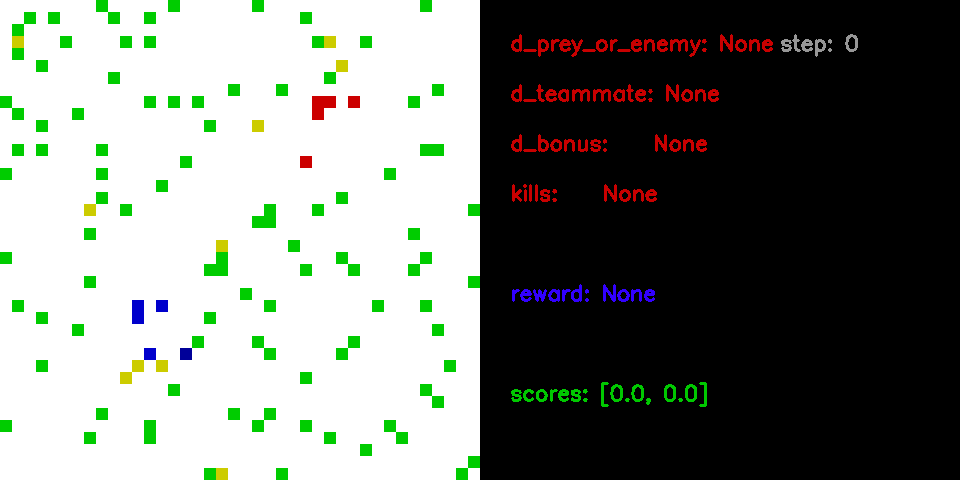 d_prey_or_enemy: None step: 0
d_teammate: None
d_bonus: None
kills: None
reward: None
scores: [0.0, 0.0]